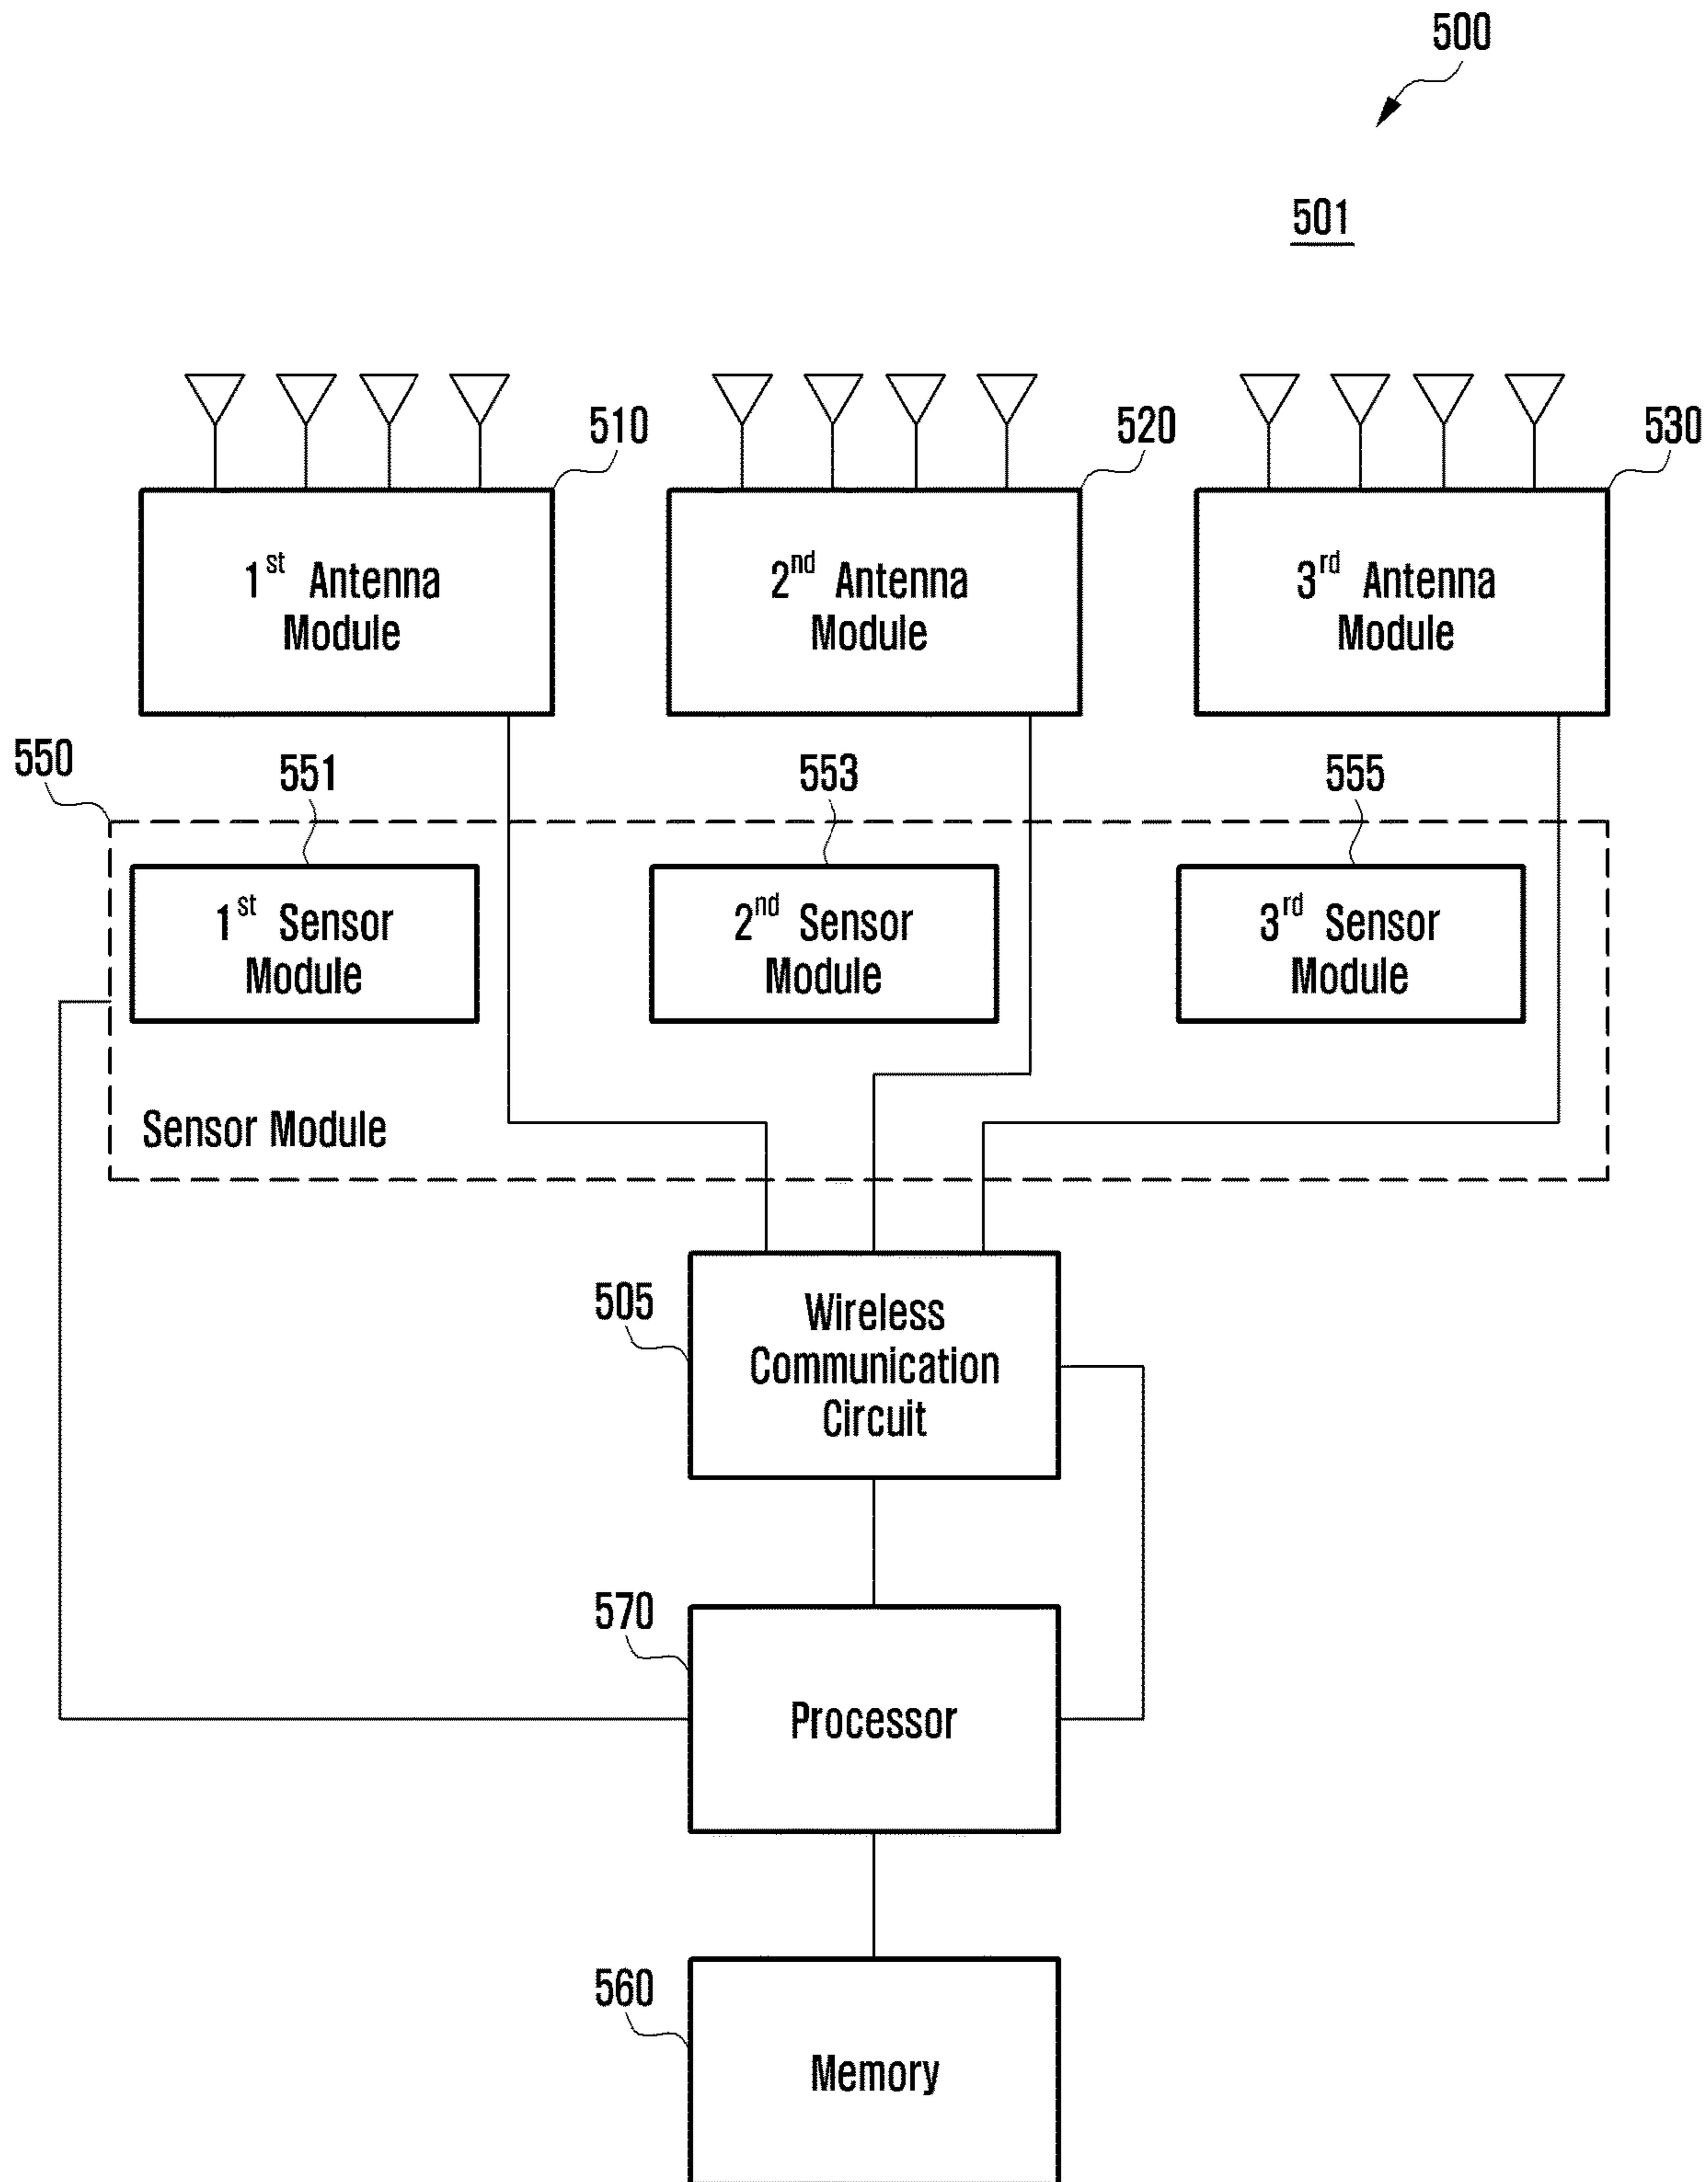 500
501
510
520
530
1st Antenna
Module
2nd Antenna
Module
3rd Antenna
Module
550
551
553
555
1st Sensor
Module
2nd Sensor
Module
3rd Sensor
Module
Sensor Module
505
Wireless
Communication
Circuit
570
Processor
560
Memory